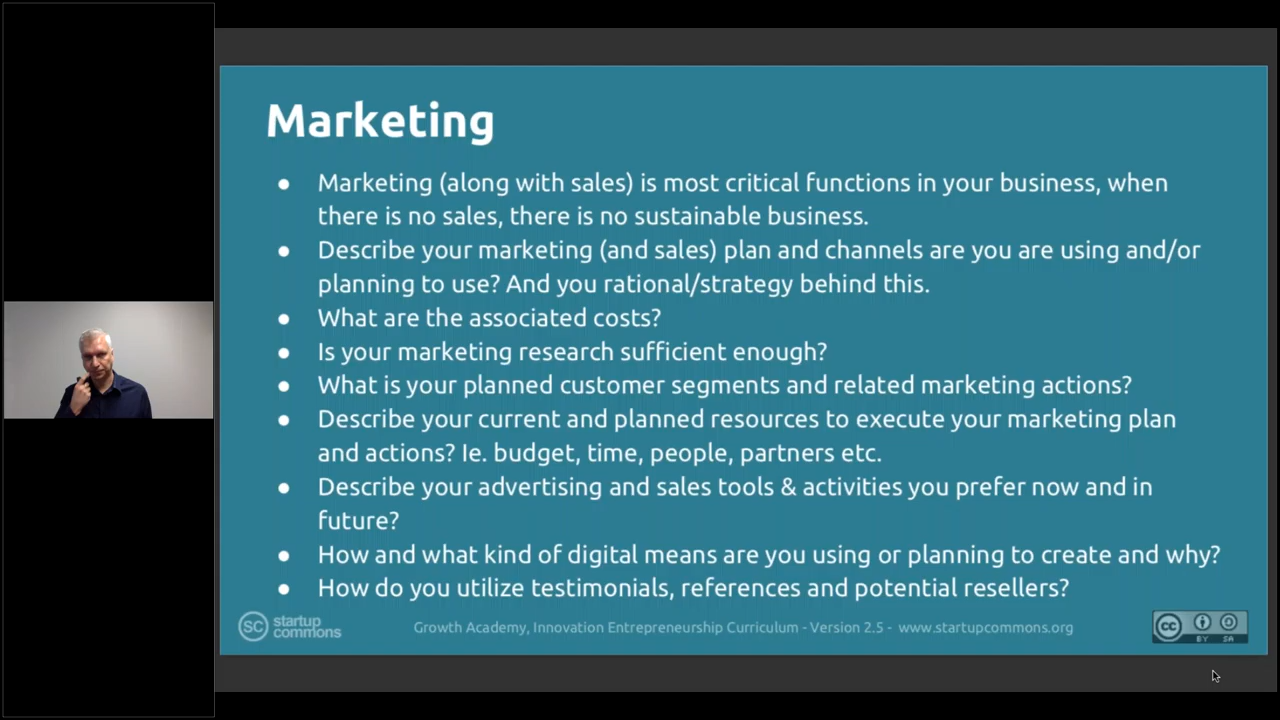 Marketing
● Marketing (along with sales) is most critical functions in your business, when
there is no sales, there is no sustainable business.
● Describe your marketing (and sales) plan and channels are you are using and/or
planning to use? And you rational/strategy behind this.
● What are the associated costs?
● Is your marketing research sufficient enough?
● What is your planned customer segments and related marketing actions?
● Describe your current and planned resources to execute your marketing plan
and actions? Ie. budget, time, people, partners etc.
● Describe your advertising and sales tools & activities you prefer now and in
future?
● How and what kind of digital means are you using or planning to create and why?
● How do you utilize testimonials, references and potential resellers?
SC startup
commons
Growth Academy, Innovation Entrepreneurship Curriculum - Version 2.5 - www.startupcommons.org
cc
BY SA